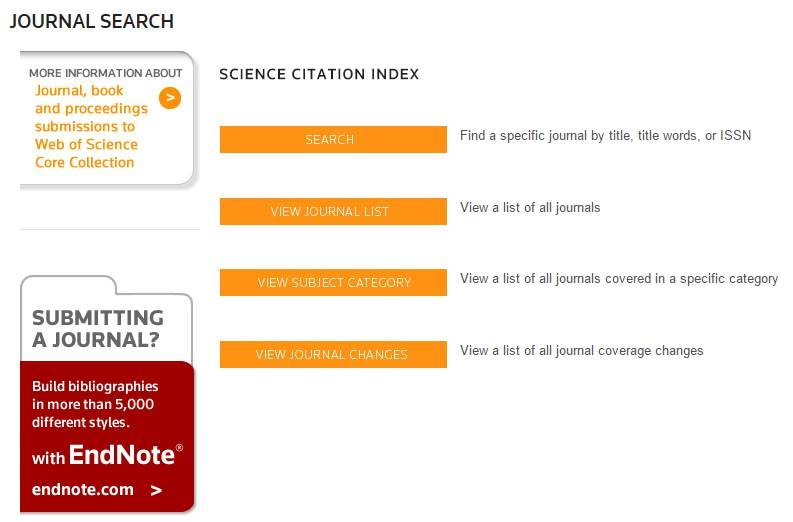 JOURNAL SEARCH
MORE INFORMATION ABOUT
Journal, book
and proceedings
submissions to
Web of Science
Core Collection
>
SUBMITTING
A JOURNAL?
Build bibliographies
in more than 5,000
different styles.
with EndNote®
endnote.com >
SCIENCE CITATION INDEX
SEARCH Find a specific journal by title, title words, or ISSN
VIEW JOURNAL LIST View a list of all journals
VIEW SUBJECT CATEGORY View a list of all journals covered in a specific category
VIEW JOURNAL CHANGES View a list of all journal coverage changes